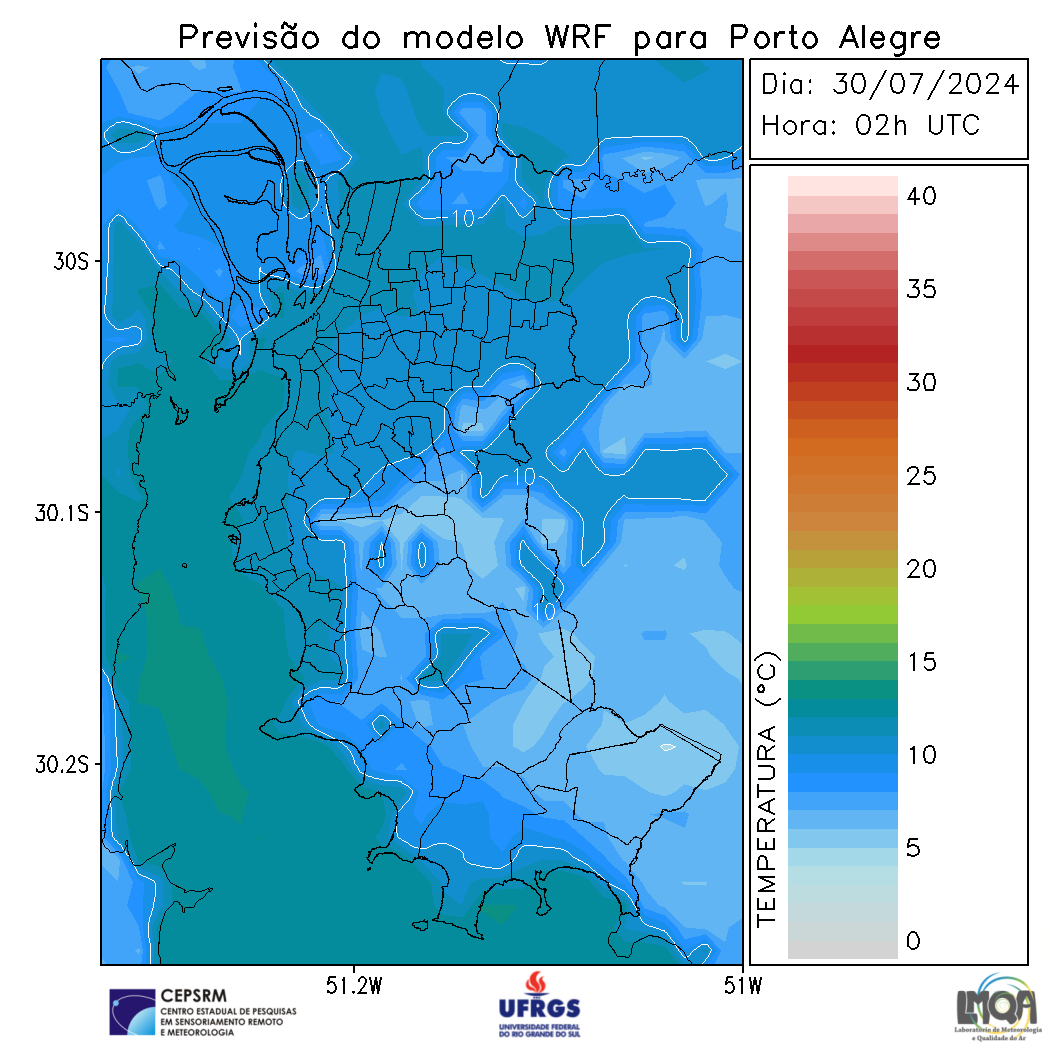 Previsão do modelo WRF para Porto Alegre
Dia: 30/07/2024
Hora: 02h UTC
30S
30.1S
30.2S
51.2W
51W
10
10
10
TEMPERATURA (°C)
40
35
30
25
20
15
10
5
0
CEPSRM
CENTRO ESTADUAL DE PESQUISAS
EM SENSORIAMENTO REMOTO
E METEOROLOGIA
UFRGS
UNIVERSIDADE FEDERAL
DO RIO GRANDE DO SUL
LMQA
Laboratório de Meteorologia
e Qualidade do Ar